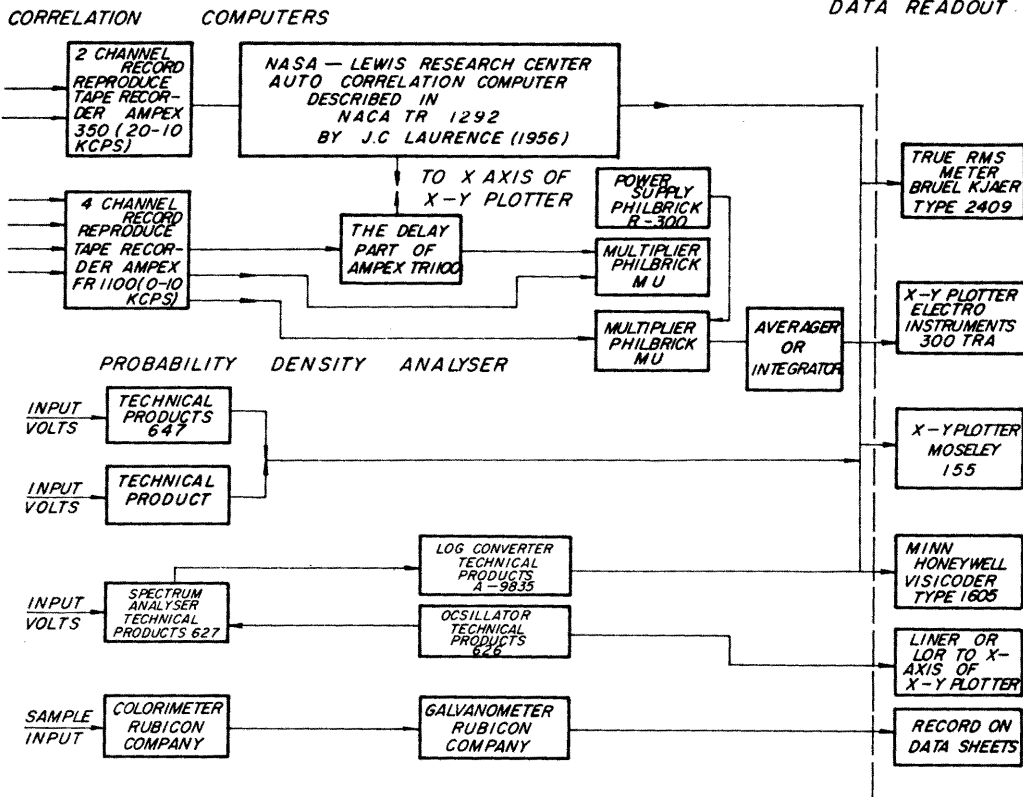 CORRELATION COMPUTERS
DATA READOUT
2 CHANNEL
RECORD
REPRODUCE
TAPE RECOR-
DER AMPEX
350 (20-10
KCPS)
NASA — LEWIS RESEARCH CENTER
AUTO CORRELATION COMPUTER
DESCRIBED IN
NACA TR 1292
BY J.C LAURENCE (1956)
TRUE RMS
METER
BRUEL KJAER
TYPE 2409
TO X AXIS OF
X-Y PLOTTER
POWER
SUPPLY
PHILBRICK
R-300
4 CHANNEL
RECORD
REPRODUCE
TAPE RECOR-
DER AMPEX
FR1100(0-10
KCPS)
THE DELAY
PART OF
AMPEX TR1100
MULTIPLIER
PHILBRICK
MU
MULTIPLIER
PHILBRICK
MU
AVERAGER
OR
INTEGRATOR
X-Y PLOTTER
ELECTRO
INSTRUMENTS
300 TRA
PROBABILITY DENSITY ANALYSER
INPUT
VOLTS
TECHNICAL
PRODUCTS
647
X-Y PLOTTER
MOSELEY
155
INPUT
VOLTS
TECHNICAL
PRODUCT
LOG CONVERTER
TECHNICAL
PRODUCTS
A-9835
MINN
HONEYWELL
VISICODER
TYPE 1605
INPUT
VOLTS
SPECTRUM
ANALYSER
TECHNICAL
PRODUCTS 627
OCSILLATOR
TECHNICAL
PRODUCTS
626
LINER OR
LOR TO X-
AXIS OF
X-Y PLOTTER
SAMPLE
INPUT
COLORIMETER
RUBICON
COMPANY
GALVANOMETER
RUBICON
COMPANY
RECORD ON
DATA SHEETS